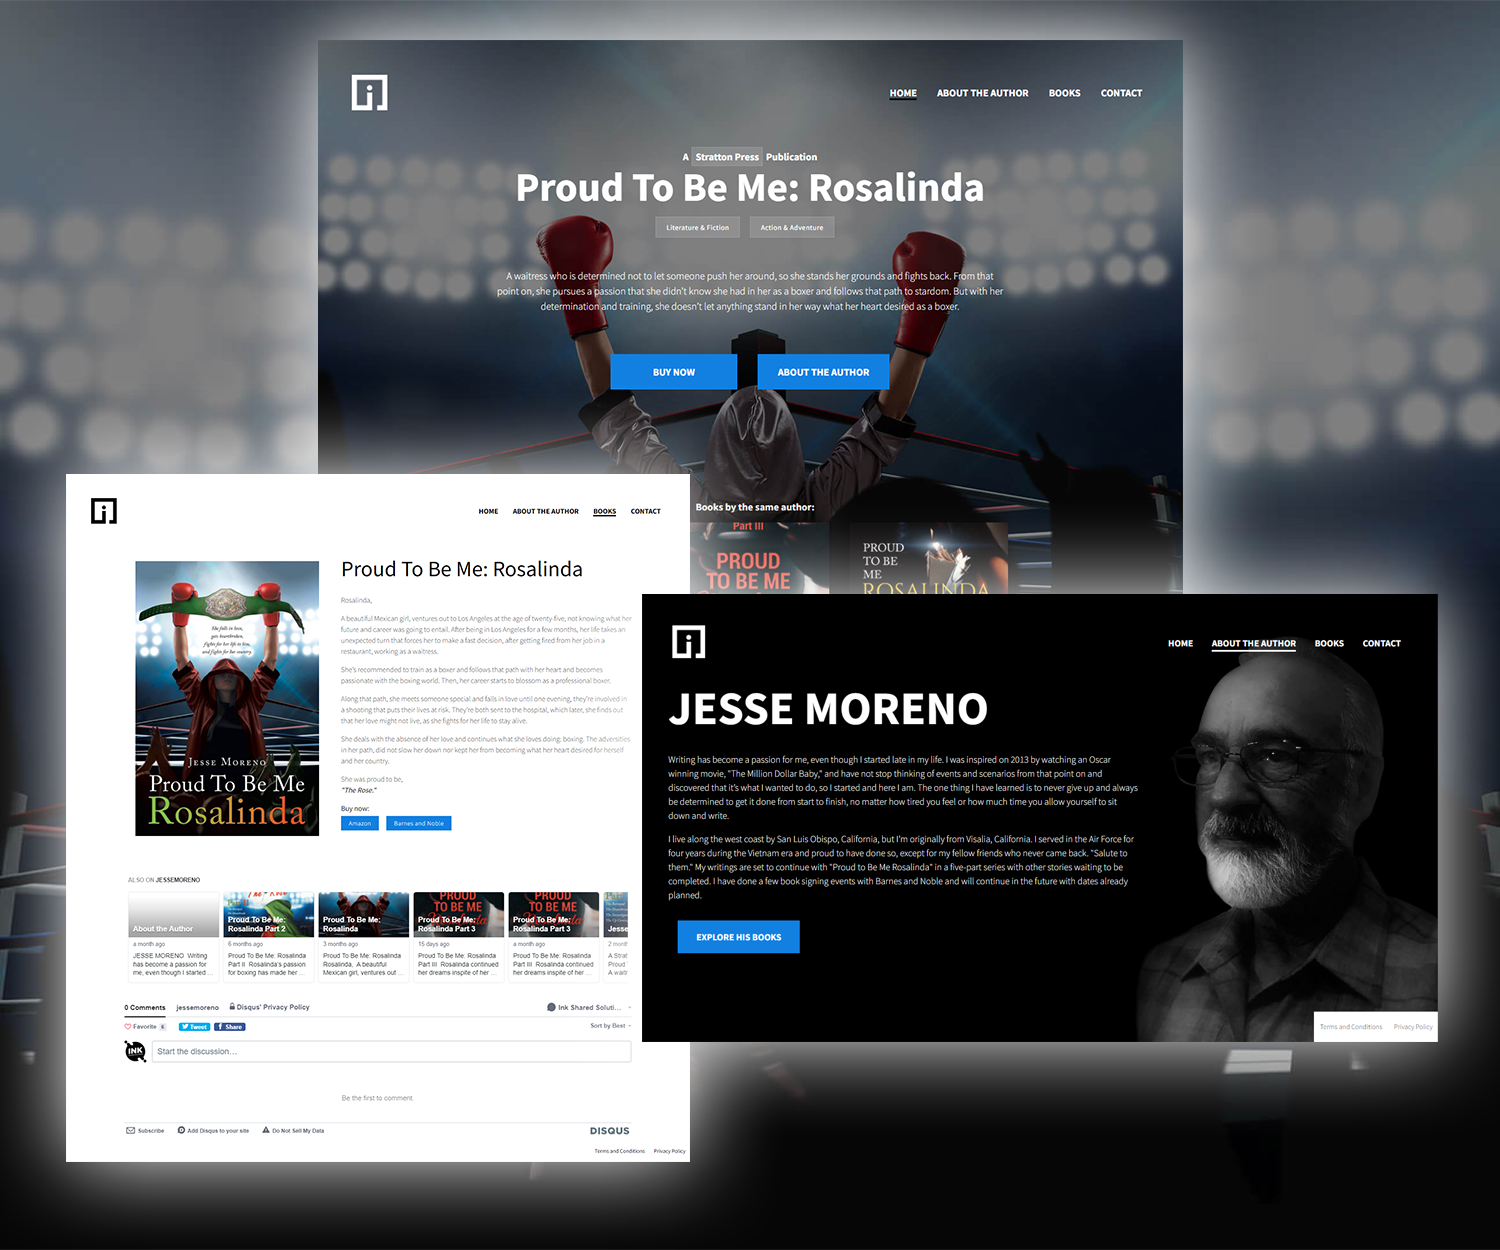 HOME ABOUT THE AUTHOR BOOKS CONTACT
A Stratton Press Publication
Proud To Be Me: Rosalinda
Literature & Fiction Action & Adventure
A waitress who is determined not to let someone push her around, so she stands her grounds and fights back. From that
point on, she pursues a passion that she didn't know she had in her as a boxer and follows that path to stardom. But with her
determination and training, she doesn't let anything stand in her way what her heart desired as a boxer.
BUY NOW ABOUT THE AUTHOR
Books by the same author:
Part III
PROUD
TO BE ME
PROUD
TO BE
ME
ROSALINDA
HOME ABOUT THE AUTHOR BOOKS CONTACT
Proud To Be Me: Rosalinda
Rosalinda,
A beautiful Mexican girl, ventures out to Los Angeles at the age of twenty five, not knowing what her
future and career was going to entail. After being in Los Angeles for a few months, her life takes an
unexpected turn that forces her to make a fast decision, after getting fired from her job in a
restaurant, working as a waitress.
She's recommended to train as a boxer and follows that path with her heart and becomes
passionate with the boxing world. Then, her career starts to blossom as a professional boxer.
Along that path, she meets someone special and falls in love until one evening, they're involved in
a shooting that puts their lives at risk. They're both sent to the hospital, which later, she finds out
that her love might not live, as she fights for her life to stay alive.
She deals with the absence of her love and continues what she loves doing: boxing. The adversities
in her path, did not slow her down nor kept her from becoming what her heart desired for herself
and her country.
She was proud to be,
"The Rose."
Buy now:
Amazon Barnes and Noble
She falls in love,
gets heartbroken,
fights for her life to live,
and fights for her country.
JESSE MORENO
PROUD TO BE ME
Rosalinda
ALSO ON JESSEMORENO
About the Author
a month ago
JESSE MORENO Writing
has become a passion for
me, even though I started ...
Proud To Be Me:
Rosalinda Part 2
6 months ago
Proud To Be Me: Rosalinda
Part II Rosalinda's passion
for boxing has made her ...
Proud To Be Me:
Rosalinda
3 months ago
Proud To Be Me: Rosalinda
Rosalinda, A beautiful
Mexican girl, ventures out ...
PROUD
TO BE ME
Proud To Be Me:
Rosalinda Part 3
15 days ago
Proud To Be Me: Rosalinda
Part III Rosalinda continued
her dreams inspite of her ...
PROUD
TO BE ME
Proud To Be Me:
Rosalinda Part 3
a month ago
Proud To Be Me: Rosalinda
Part III Rosalinda continued
her dreams inspite of her ...
Jesse
2 mont
A Strat
Proud T
A wait
0 Comments jessemoreno Disqus' Privacy Policy Ink Shared Soluti...
Favorite 6 Tweet Share Sort by Best
INK
Start the discussion...
Be the first to comment.
Subscribe Add Disqus to your site Do Not Sell My Data DISQUS
Terms and Conditions Privacy Policy
HOME ABOUT THE AUTHOR BOOKS CONTACT
JESSE MORENO
Writing has become a passion for me, even though I started late in my life. I was inspired on 2013 by watching an Oscar
winning movie, "The Million Dollar Baby," and have not stop thinking of events and scenarios from that point on and
discovered that it's what I wanted to do, so I started and here I am. The one thing I have learned is to never give up and always
be determined to get it done from start to finish, no matter how tired you feel or how much time you allow yourself to sit
down and write.
I live along the west coast by San Luis Obispo, California, but I'm originally from Visalia, California. I served in the Air Force for
four years during the Vietnam era and proud to have done so, except for my fellow friends who never came back. "Salute to
them." My writings are set to continue with "Proud to Be Me Rosalinda" in a five-part series with other stories waiting to be
completed. I have done a few book signing events with Barnes and Noble and will continue in the future with dates already
planned.
EXPLORE HIS BOOKS
Terms and Conditions Privacy Policy